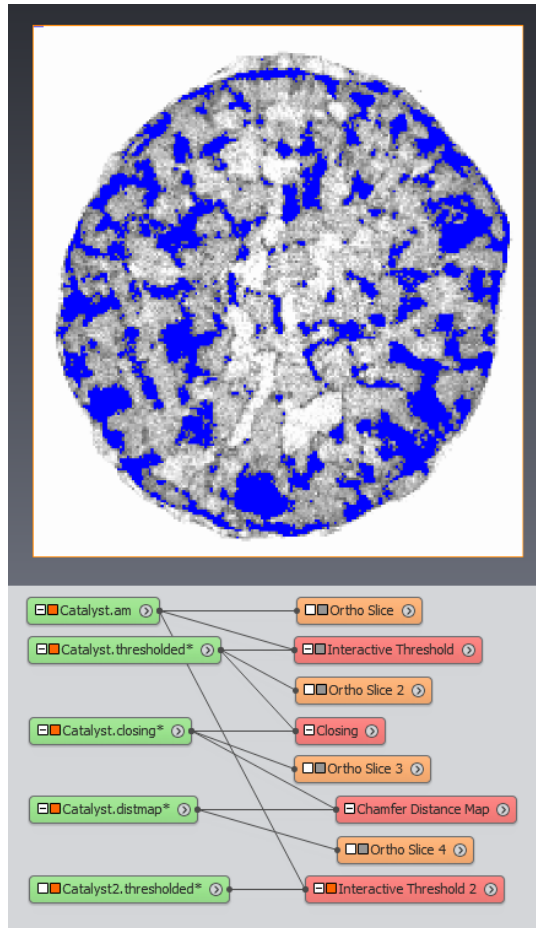 Catalyst.am
Ortho Slice
Catalyst.thresholded*
Interactive Threshold
Ortho Slice 2
Catalyst.closing*
Closing
Ortho Slice 3
Catalyst.distmap*
Chamfer Distance Map
Ortho Slice 4
Catalyst2.thresholded*
Interactive Threshold 2